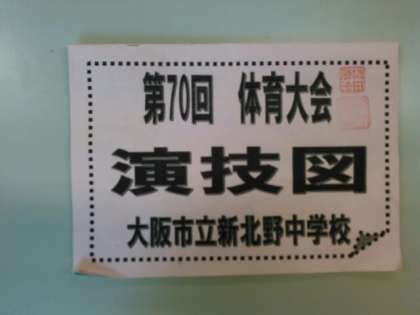 第70回 体育大会
演技図
大阪市立新北野中学校